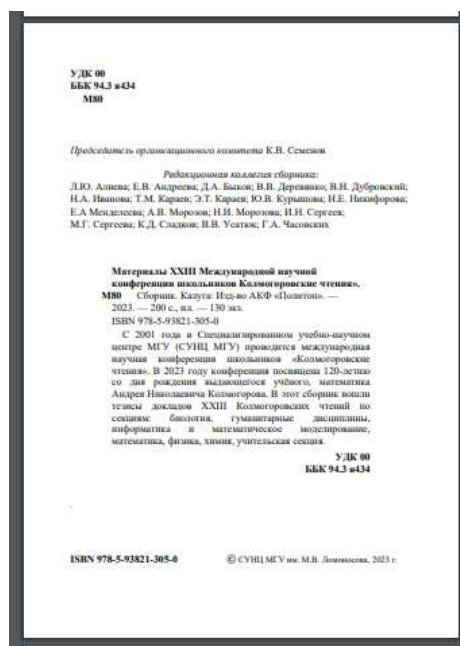 УДК 00
ББК 94.3 я434
М80
Председатель организационного комитета К.В. Семенов
Редакционная коллегия сборника:
Л.Ю. Алиева; Е.В. Андреева; Д.А. Быков; В.В. Деревянко; В.Н. Дубровский;
Н.А. Иванова; Т.М. Караев; Э.Т. Караев; Ю.В. Курышова; Н.Е. Никифорова;
Е.А Менделеева; А.В. Морозов; Н.И. Морозова; И.Н. Сергеев;
М.Г. Сергеева; К.Д. Сладков; В.В. Усатюк; Г.А. Часовских
Материалы XXIII Международной научной
конференции школьников Колмогоровские чтения».
М80 Сборник. Калуга: Изд-во АКФ «Политоп». —
2023. — 200 с., ил. — 130 экз.
ISBN 978-5-93821-305-0
С 2001 года в Специализированном учебно-научном
центре МГУ (СУНЦ МГУ) проводится международная
научная конференция школьников «Колмогоровские
чтения». В 2023 году конференция посвящена 120-летию
со дня рождения выдающегося учёного, математика
Андрея Николаевича Колмогорова. В этот сборник вошли
тезисы докладов XXIII Колмогоровских чтений по
секциям: биология, гуманитарные дисциплины,
информатика и математическое моделирование,
математика, физика, химия, учительская секция.
УДК 00
ББК 94.3 я434
ISBN 978-5-93821-305-0 © СУНЦ МГУ им. М.В. Ломоносова, 2023 г.